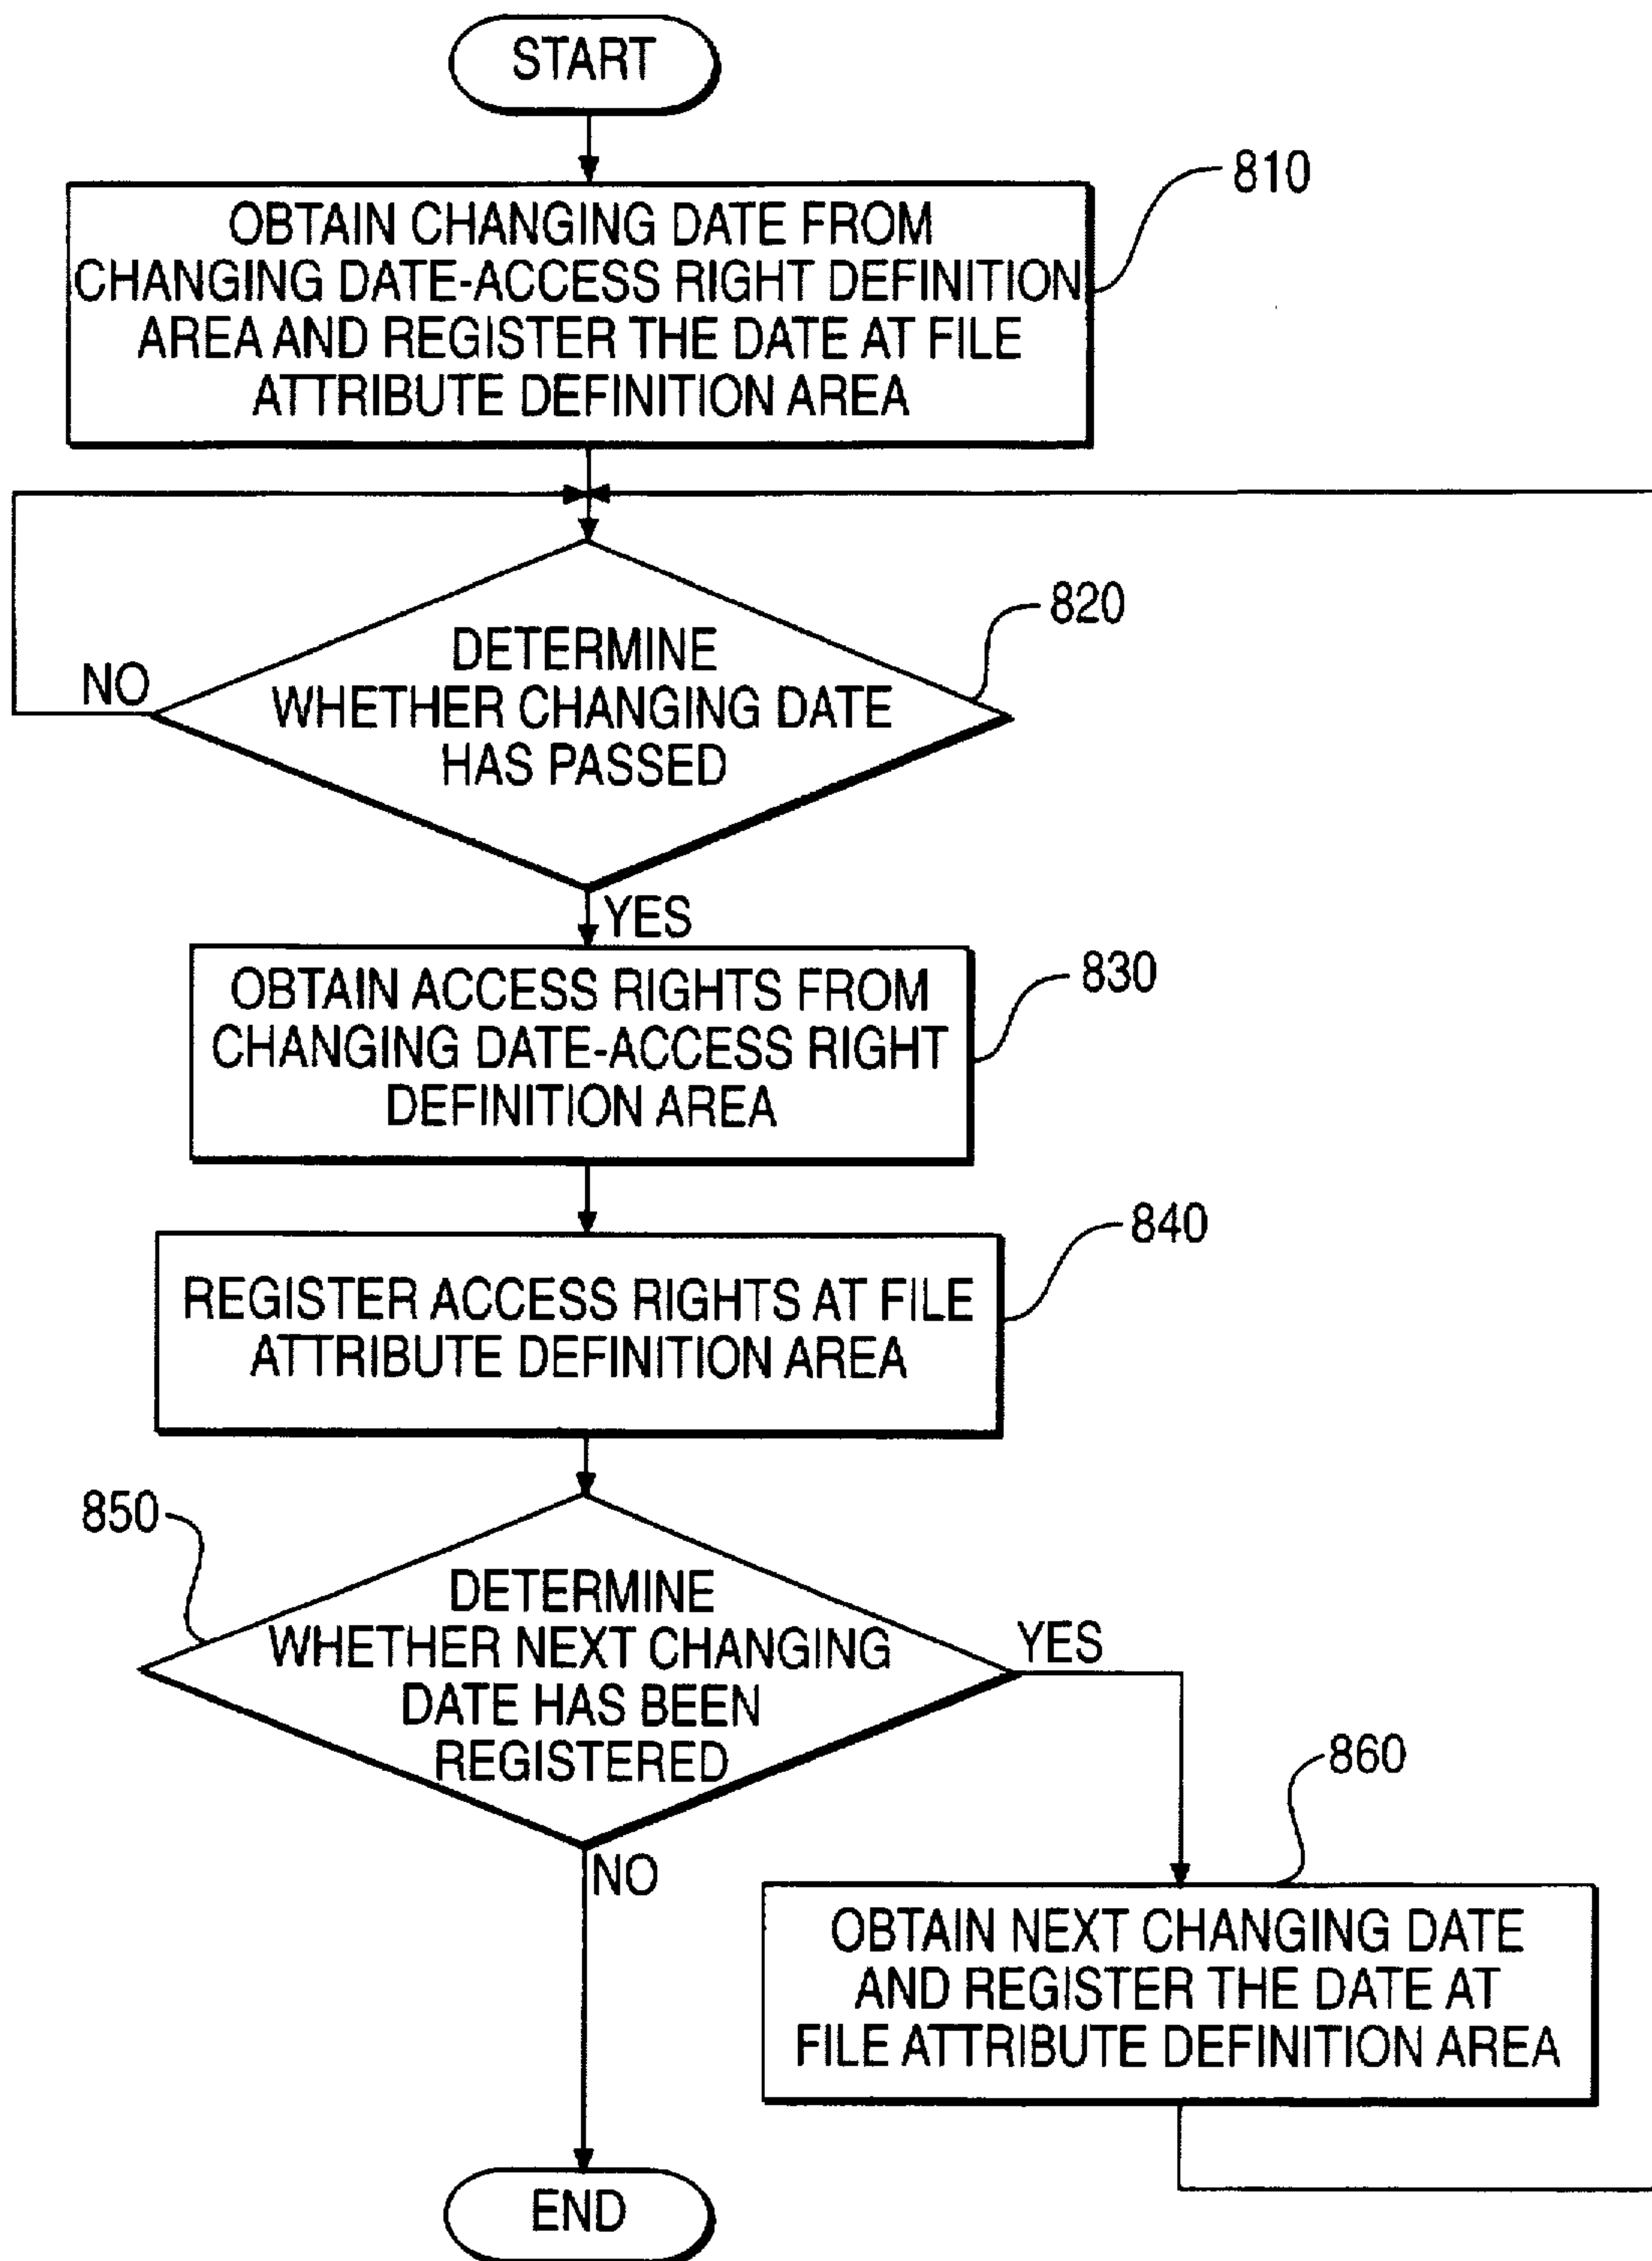 START
810
OBTAIN CHANGING DATE FROM
CHANGING DATE-ACCESS RIGHT DEFINITION
AREA AND REGISTER THE DATE AT FILE
ATTRIBUTE DEFINITION AREA
820
NO
DETERMINE
WHETHER CHANGING DATE
HAS PASSED
YES
830
OBTAIN ACCESS RIGHTS FROM
CHANGING DATE-ACCESS RIGHT
DEFINITION AREA
840
REGISTER ACCESS RIGHTS AT FILE
ATTRIBUTE DEFINITION AREA
850
DETERMINE
WHETHER NEXT CHANGING
DATE HAS BEEN
REGISTERED
YES
NO
860
OBTAIN NEXT CHANGING DATE
AND REGISTER THE DATE AT
FILE ATTRIBUTE DEFINITION AREA
END